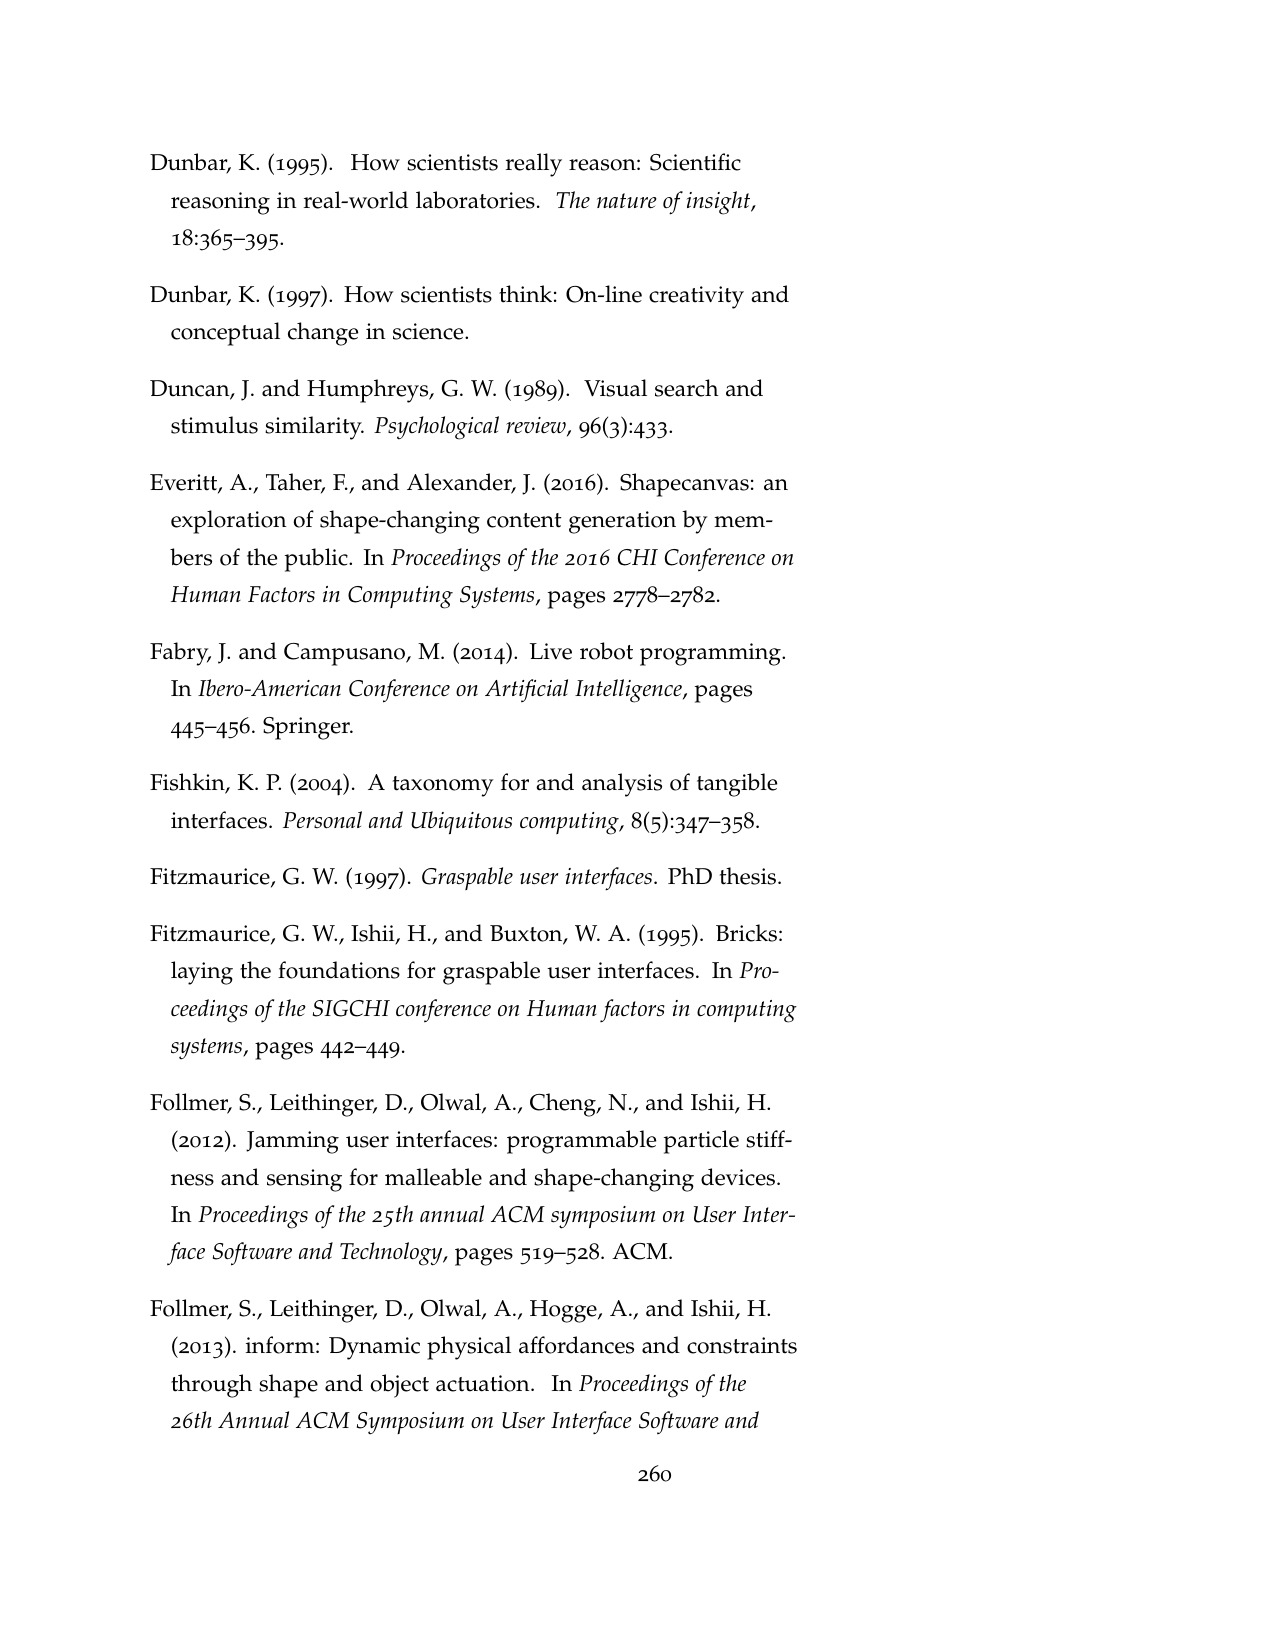 Dunbar, K. (1995). How scientists really reason: Scientific
reasoning in real-world laboratories. The nature of insight,
18:365–395.
Dunbar, K. (1997). How scientists think: On-line creativity and
conceptual change in science.
Duncan, J. and Humphreys, G. W. (1989). Visual search and
stimulus similarity. Psychological review, 96(3):433.
Everitt, A., Taher, F., and Alexander, J. (2016). Shapecanvas: an
exploration of shape-changing content generation by mem-
bers of the public. In Proceedings of the 2016 CHI Conference on
Human Factors in Computing Systems, pages 2778–2782.
Fabry, J. and Campusano, M. (2014). Live robot programming.
In Ibero-American Conference on Artificial Intelligence, pages
445–456. Springer.
Fishkin, K. P. (2004). A taxonomy for and analysis of tangible
interfaces. Personal and Ubiquitous computing, 8(5):347–358.
Fitzmaurice, G. W. (1997). Graspable user interfaces. PhD thesis.
Fitzmaurice, G. W., Ishii, H., and Buxton, W. A. (1995). Bricks:
laying the foundations for graspable user interfaces. In Pro-
ceedings of the SIGCHI conference on Human factors in computing
systems, pages 442–449.
Follmer, S., Leithinger, D., Olwal, A., Cheng, N., and Ishii, H.
(2012). Jamming user interfaces: programmable particle stiff-
ness and sensing for malleable and shape-changing devices.
In Proceedings of the 25th annual ACM symposium on User Inter-
face Software and Technology, pages 519–528. ACM.
Follmer, S., Leithinger, D., Olwal, A., Hogge, A., and Ishii, H.
(2013). inform: Dynamic physical affordances and constraints
through shape and object actuation. In Proceedings of the
26th Annual ACM Symposium on User Interface Software and
260